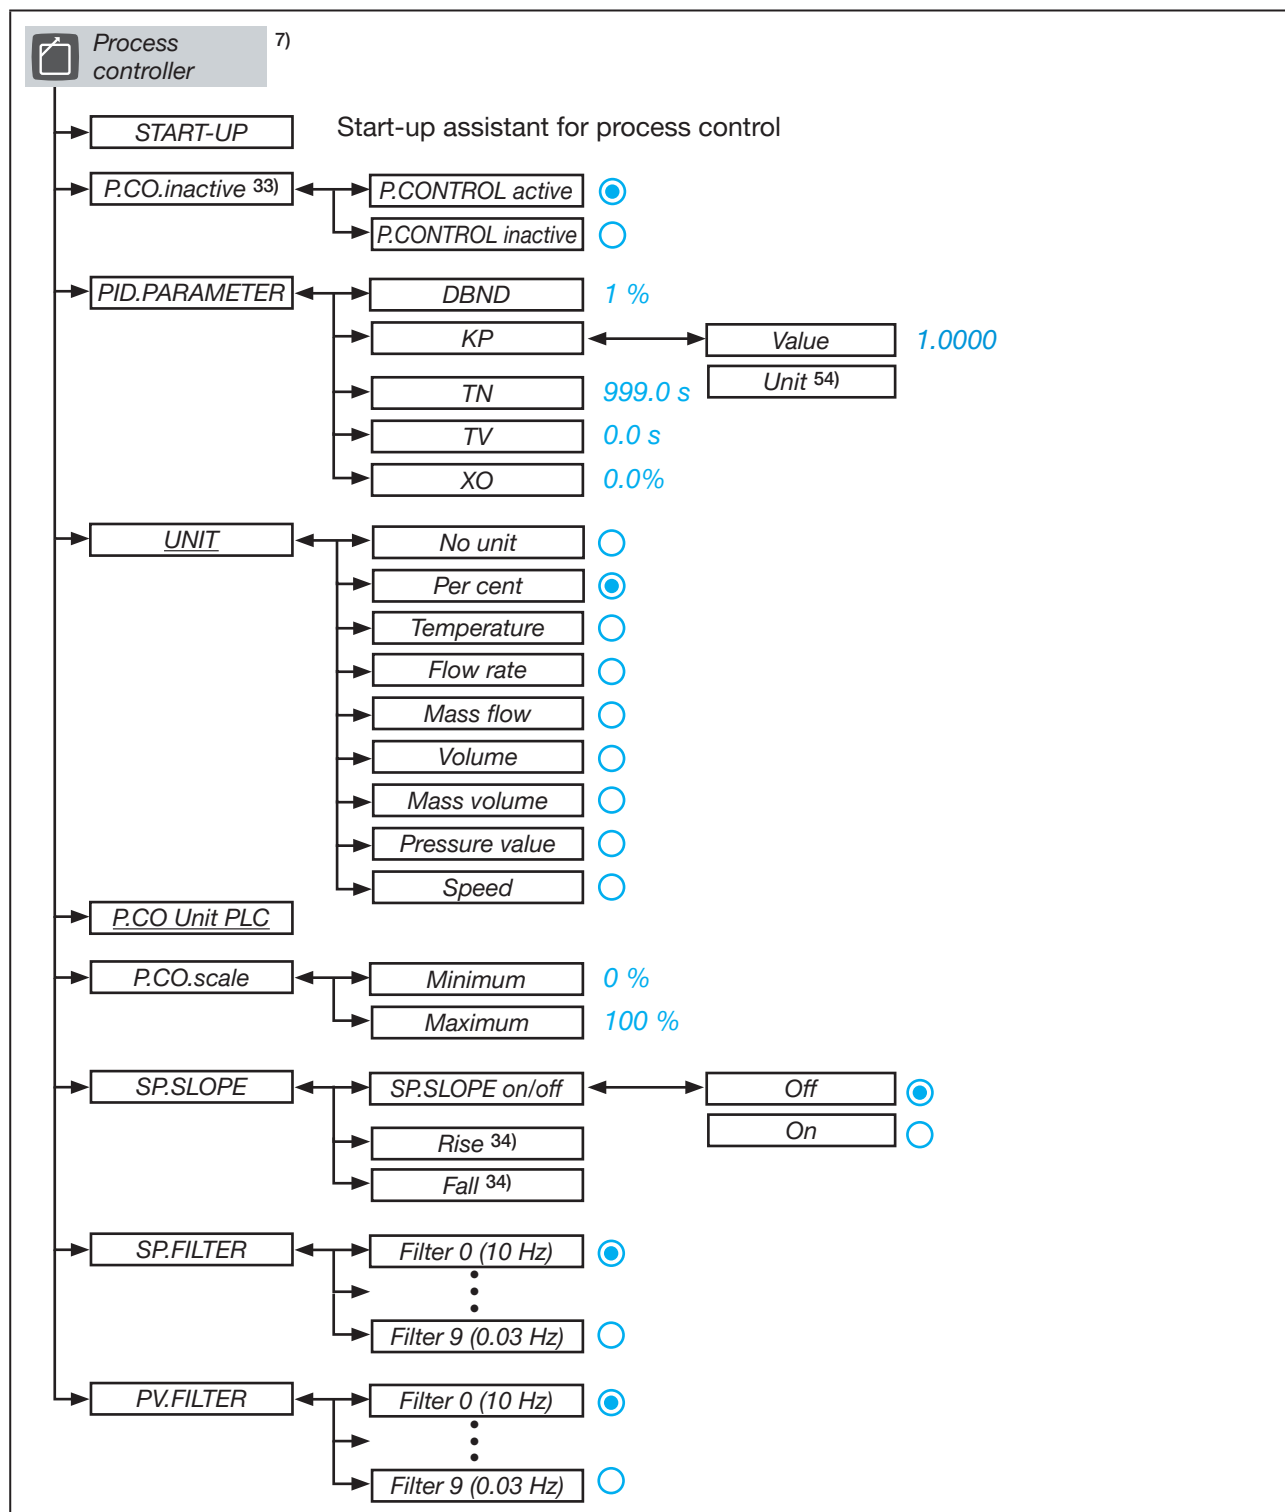 Process 7)
controller
START-UP Start-up assistant for process control
P.CO.inactive 33) P.CONTROL active
P.CONTROL inactive
PID.PARAMETER DBND 1 %
KP Value 1.0000
Unit 54)
TN 999.0 s
TV 0.0 s
XO 0.0%
UNIT No unit
Per cent
Temperature
Flow rate
Mass flow
Volume
Mass volume
Pressure value
Speed
P.CO Unit PLC
P.CO.scale Minimum 0 %
Maximum 100 %
SP.SLOPE SP.SLOPE on/off Off
On
Rise 34)
Fall 34)
SP.FILTER Filter 0 (10 Hz)
Filter 9 (0.03 Hz)
PV.FILTER Filter 0 (10 Hz)
Filter 9 (0.03 Hz)